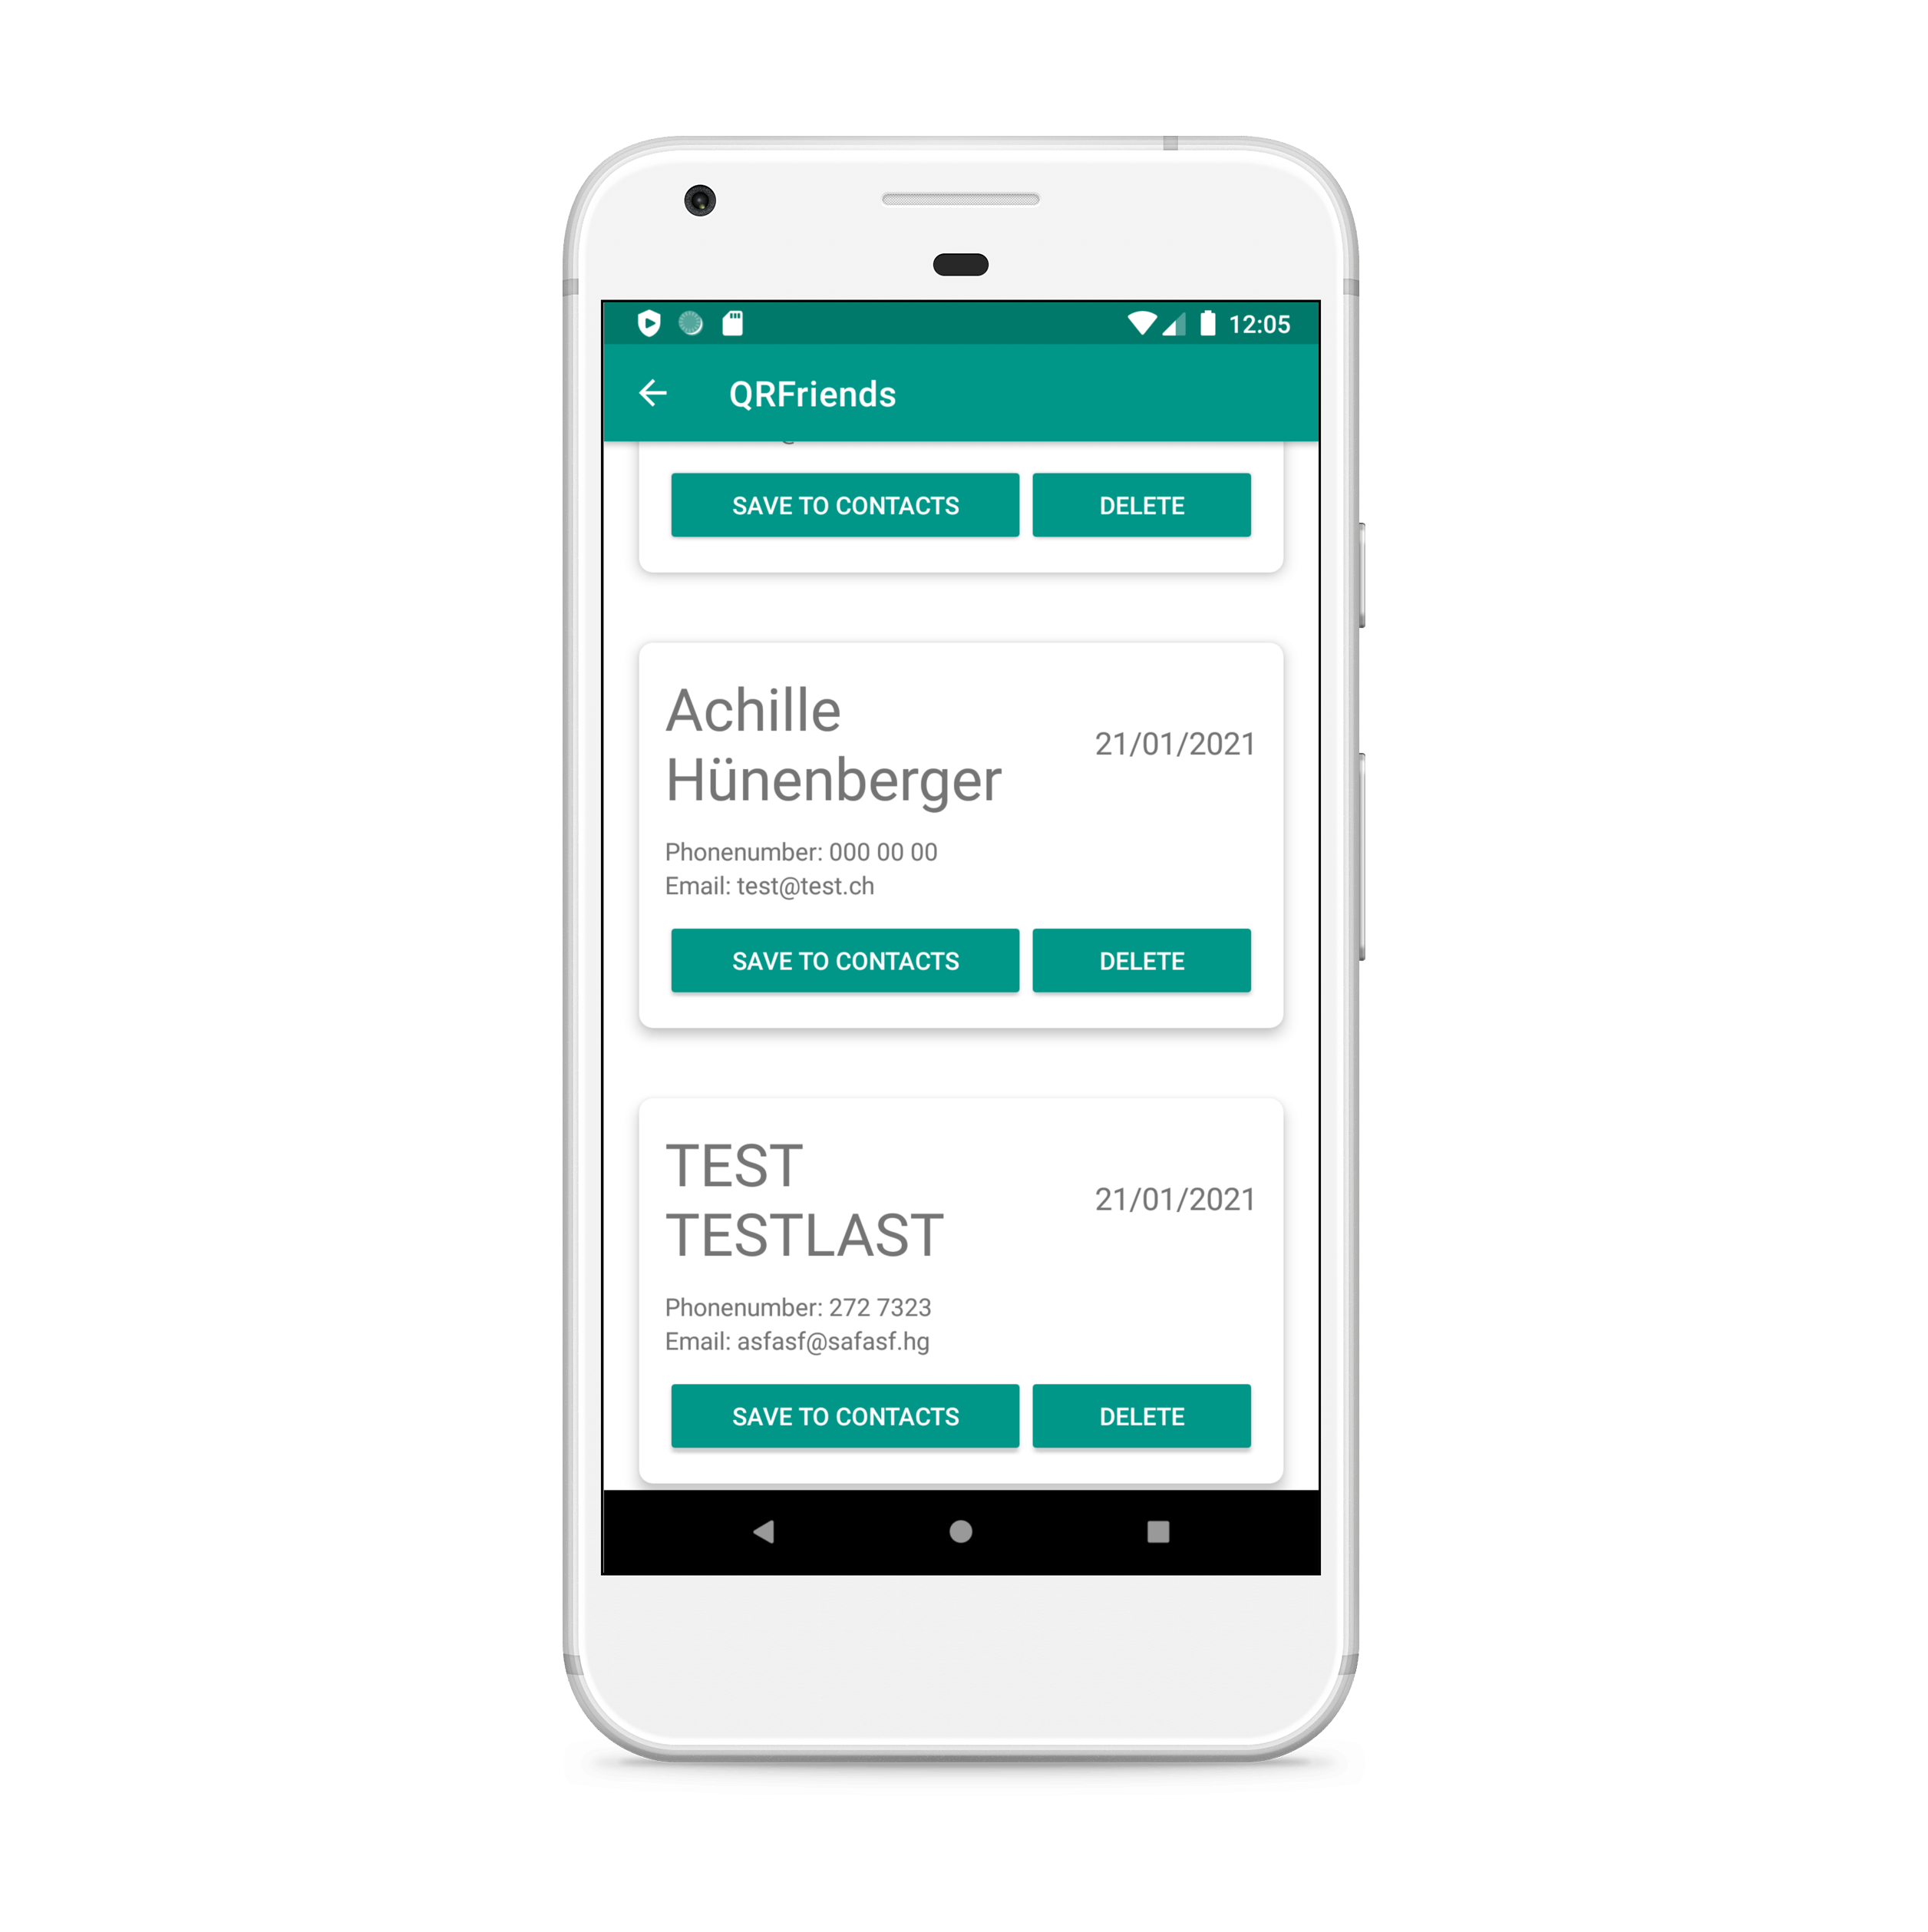 12:05
QRFriends
SAVE TO CONTACTS DELETE
Achille
Hünenberger
21/01/2021
Phonenumber: 000 00 00
Email: test@test.ch
SAVE TO CONTACTS DELETE
TEST
TESTLAST
21/01/2021
Phonenumber: 272 7323
Email: asfasf@safasf.hg
SAVE TO CONTACTS DELETE